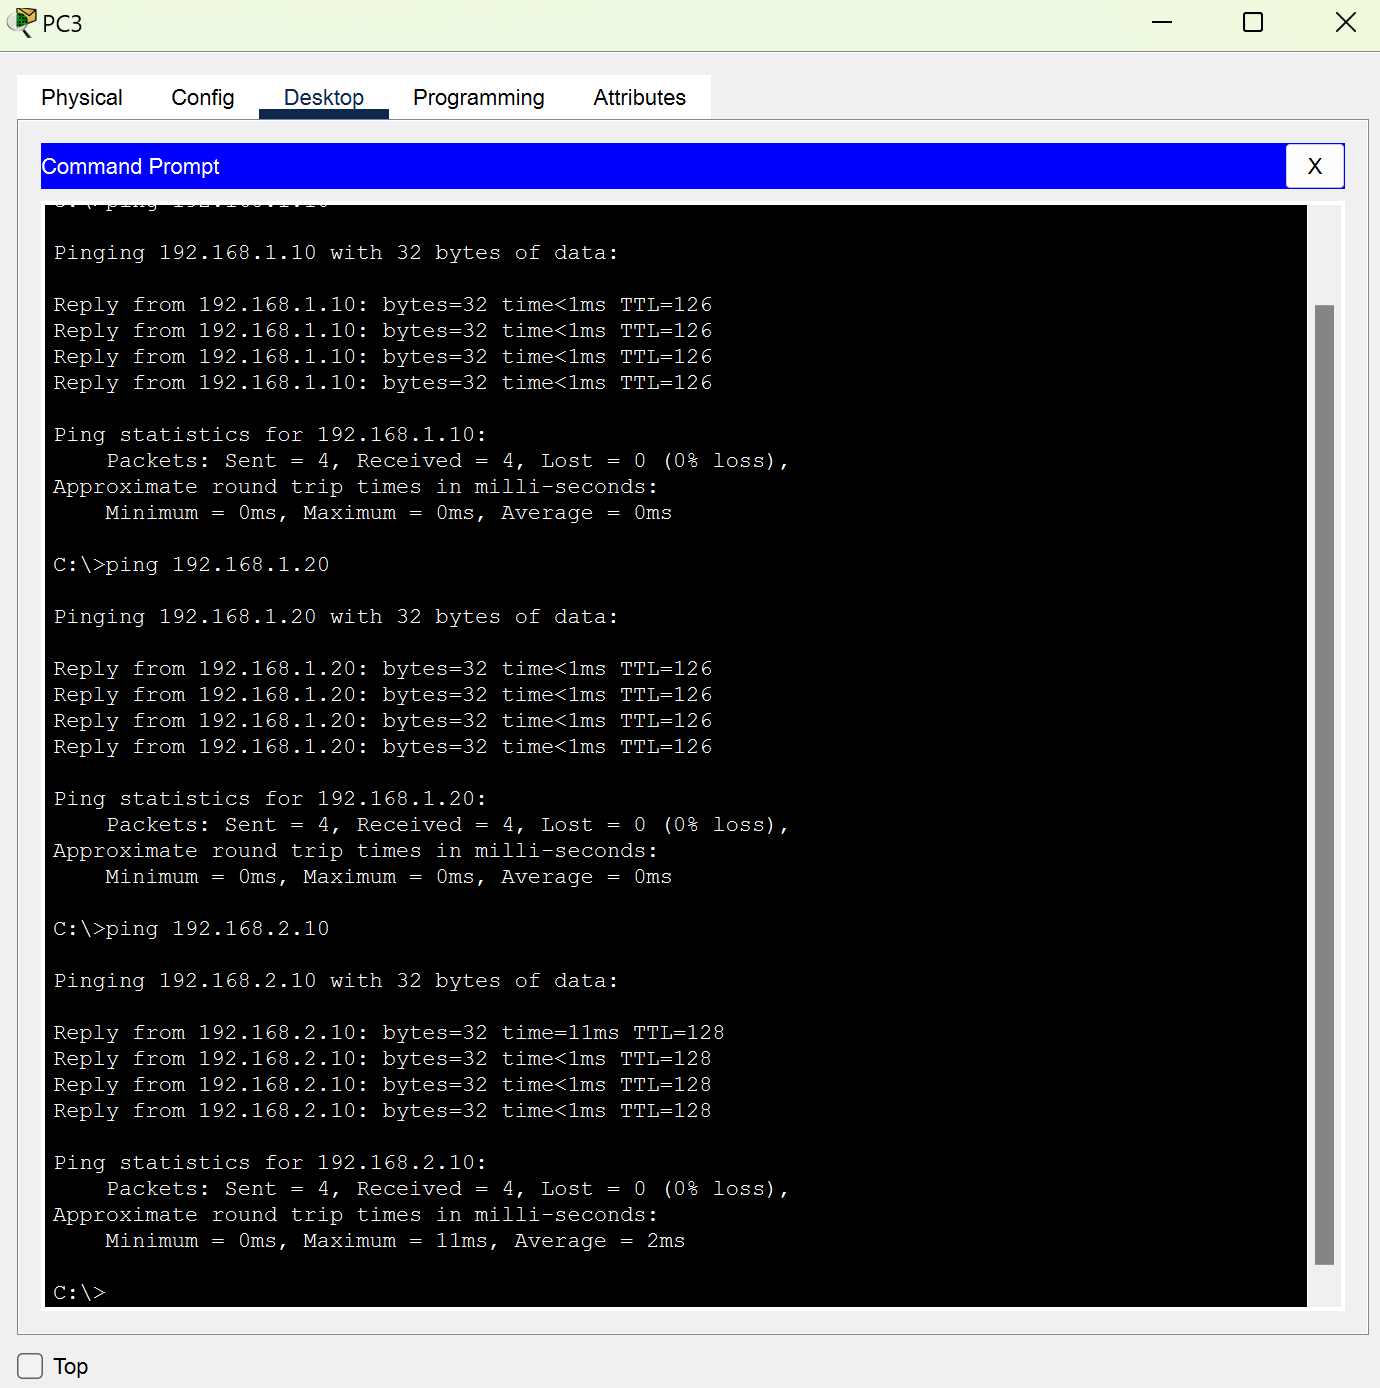 PC3
Physical Config Desktop Programming Attributes
Command Prompt X
C:\>ping 192.168.1.10
Pinging 192.168.1.10 with 32 bytes of data:
Reply from 192.168.1.10: bytes=32 time<1ms TTL=126
Reply from 192.168.1.10: bytes=32 time<1ms TTL=126
Reply from 192.168.1.10: bytes=32 time<1ms TTL=126
Reply from 192.168.1.10: bytes=32 time<1ms TTL=126
Ping statistics for 192.168.1.10:
Packets: Sent = 4, Received = 4, Lost = 0 (0% loss),
Approximate round trip times in milli-seconds:
Minimum = 0ms, Maximum = 0ms, Average = 0ms
C:\>ping 192.168.1.20
Pinging 192.168.1.20 with 32 bytes of data:
Reply from 192.168.1.20: bytes=32 time<1ms TTL=126
Reply from 192.168.1.20: bytes=32 time<1ms TTL=126
Reply from 192.168.1.20: bytes=32 time<1ms TTL=126
Reply from 192.168.1.20: bytes=32 time<1ms TTL=126
Ping statistics for 192.168.1.20:
Packets: Sent = 4, Received = 4, Lost = 0 (0% loss),
Approximate round trip times in milli-seconds:
Minimum = 0ms, Maximum = 0ms, Average = 0ms
C:\>ping 192.168.2.10
Pinging 192.168.2.10 with 32 bytes of data:
Reply from 192.168.2.10: bytes=32 time=11ms TTL=128
Reply from 192.168.2.10: bytes=32 time<1ms TTL=128
Reply from 192.168.2.10: bytes=32 time<1ms TTL=128
Reply from 192.168.2.10: bytes=32 time<1ms TTL=128
Ping statistics for 192.168.2.10:
Packets: Sent = 4, Received = 4, Lost = 0 (0% loss),
Approximate round trip times in milli-seconds:
Minimum = 0ms, Maximum = 11ms, Average = 2ms
C:\>
Top